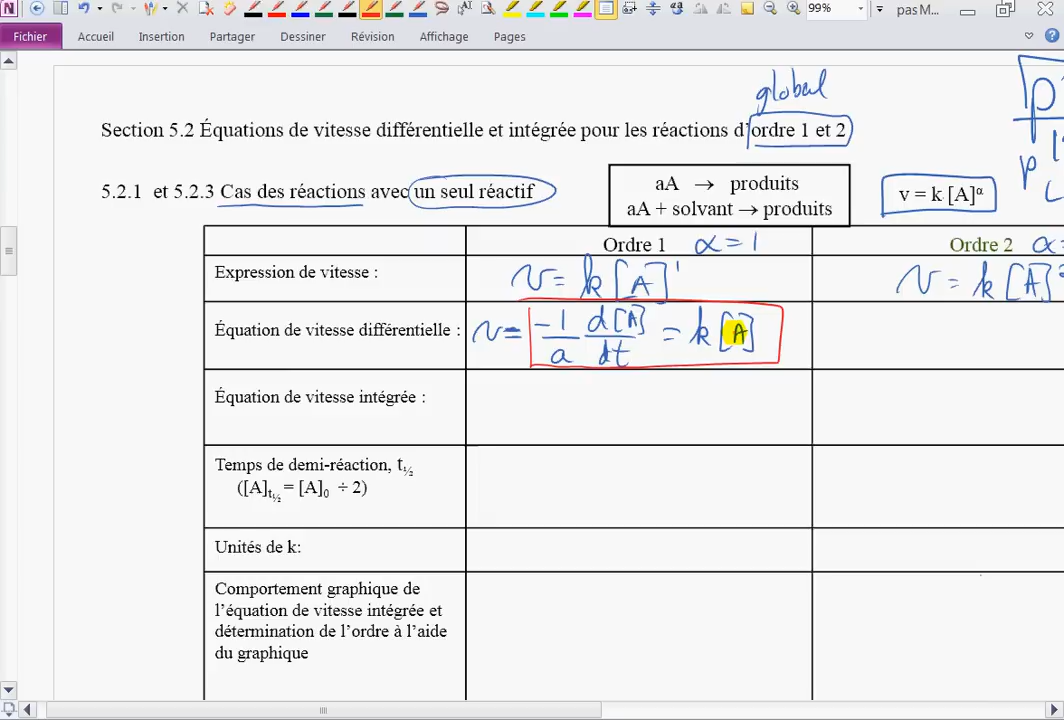 99%
pas M...
Fichier Accueil Insertion Partager Dessiner Révision Affichage Pages
global
Section 5.2 Équations de vitesse différentielle et intégrée pour les réactions d'ordre 1 et 2
5.2.1 et 5.2.3 Cas des réactions avec un seul réactif
aA → produits
aA + solvant → produits
v = k [A]^α
Ordre 1 α = 1
Ordre 2 α =
Expression de vitesse :
v = k [A]^1
v = k [A]^2
Équation de vitesse différentielle :
v = -1/a d[A]/dt = k [A]
Équation de vitesse intégrée :
Temps de demi-réaction, t½
([A]t½ = [A]0 ÷ 2)
Unités de k:
Comportement graphique de
l'équation de vitesse intégrée et
détermination de l'ordre à l'aide
du graphique